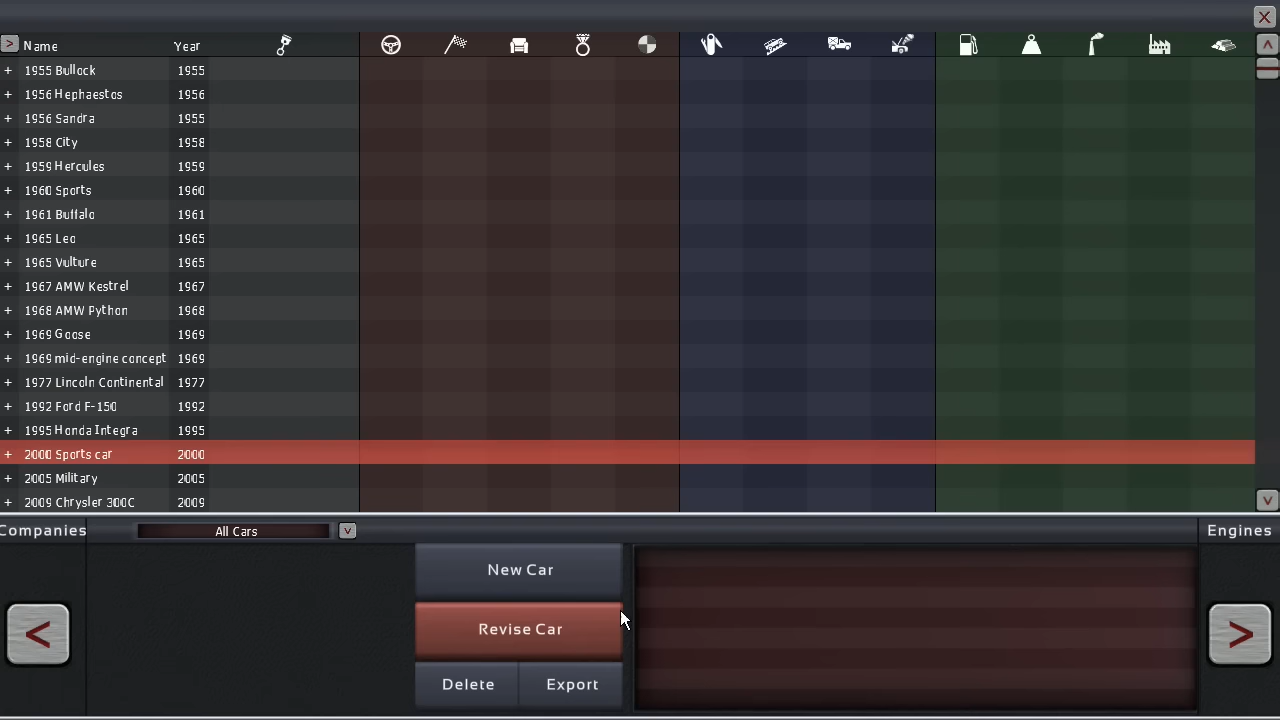 > Name Year
+ 1955 Bullock 1955
+ 1956 Hephaestos 1956
+ 1956 Sandra 1955
+ 1958 City 1958
+ 1959 Hercules 1959
+ 1960 Sports 1960
+ 1961 Buffalo 1961
+ 1965 Leo 1965
+ 1965 Vulture 1965
+ 1967 AMW Kestrel 1967
+ 1968 AMW Python 1968
+ 1969 Goose 1969
+ 1969 mid-engine concept 1969
+ 1977 Lincoln Continental 1977
+ 1992 Ford F-150 1992
+ 1995 Honda Integra 1995
+ 2000 Sports car 2000
+ 2005 Military 2005
+ 2009 Chrysler 300C 2009
Companies All Cars Engines
New Car
Revise Car
Delete Export